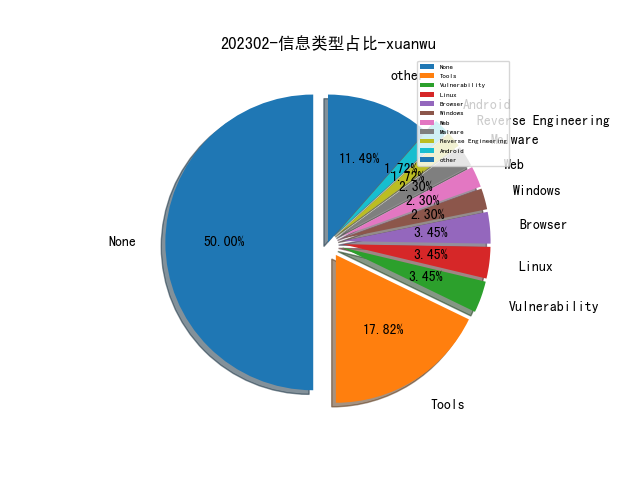 202302-信息类型占比-xuanwu
None
Tools
Vulnerability
Linux
Browser
Windows
Web
Malware
Reverse Engineering
Android
other
other
Android
Reverse Engineering
Malware
Web
Windows
Browser
Linux
Vulnerability
Tools
None
11.49%
1.72%
1.72%
2.30%
2.30%
2.30%
3.45%
3.45%
3.45%
17.82%
50.00%